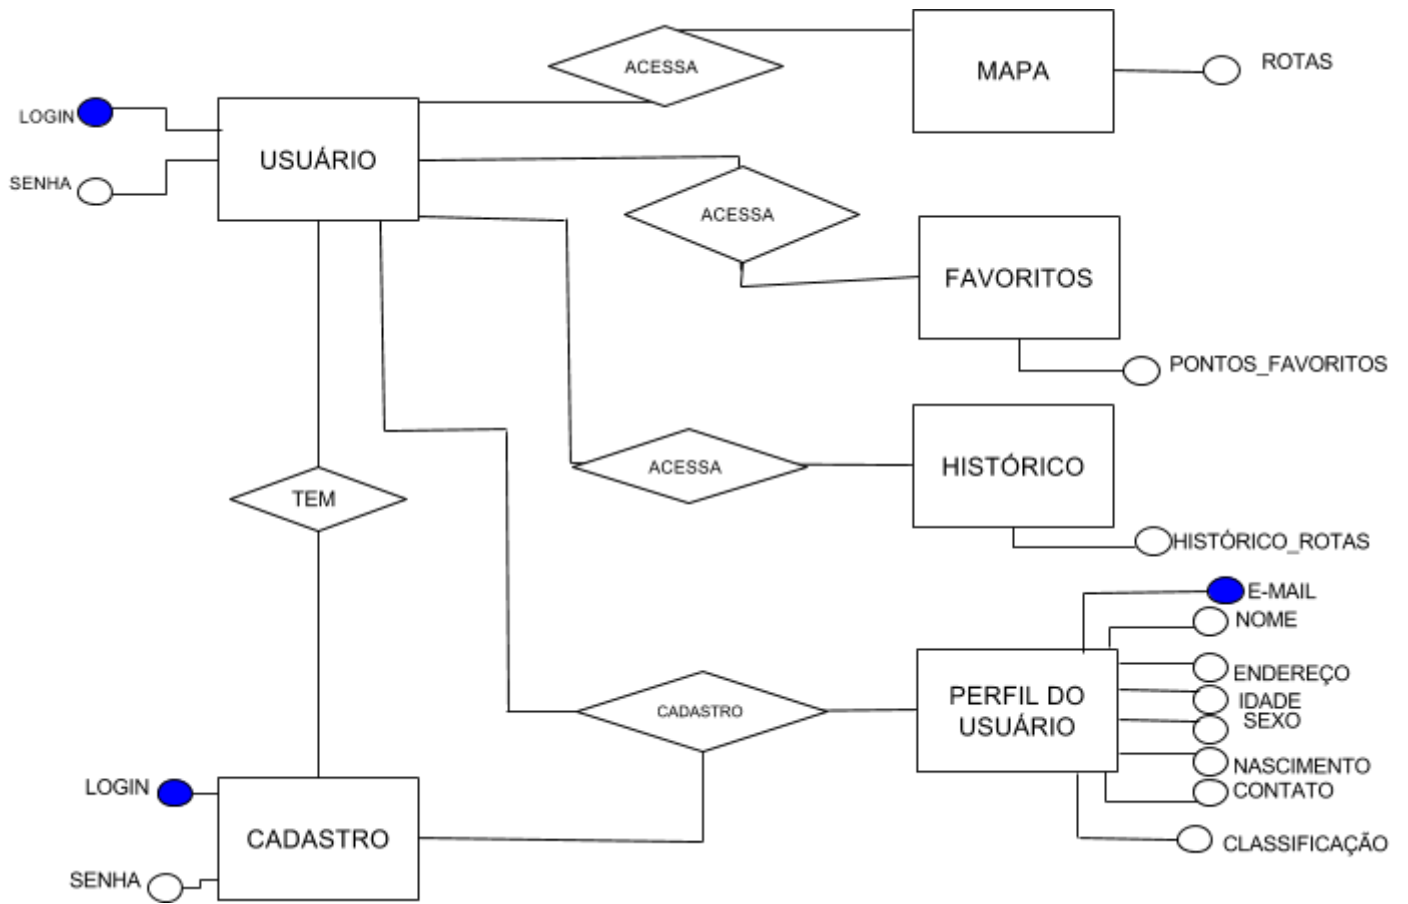 ACESSA
MAPA
ROTAS
LOGIN
SENHA
USUÁRIO
ACESSA
FAVORITOS
PONTOS_FAVORITOS
ACESSA
HISTÓRICO
HISTÓRICO_ROTAS
TEM
E-MAIL
NOME
ENDEREÇO
IDADE
SEXO
NASCIMENTO
CONTATO
CLASSIFICAÇÃO
PERFIL DO
USUÁRIO
CADASTRO
LOGIN
SENHA
CADASTRO